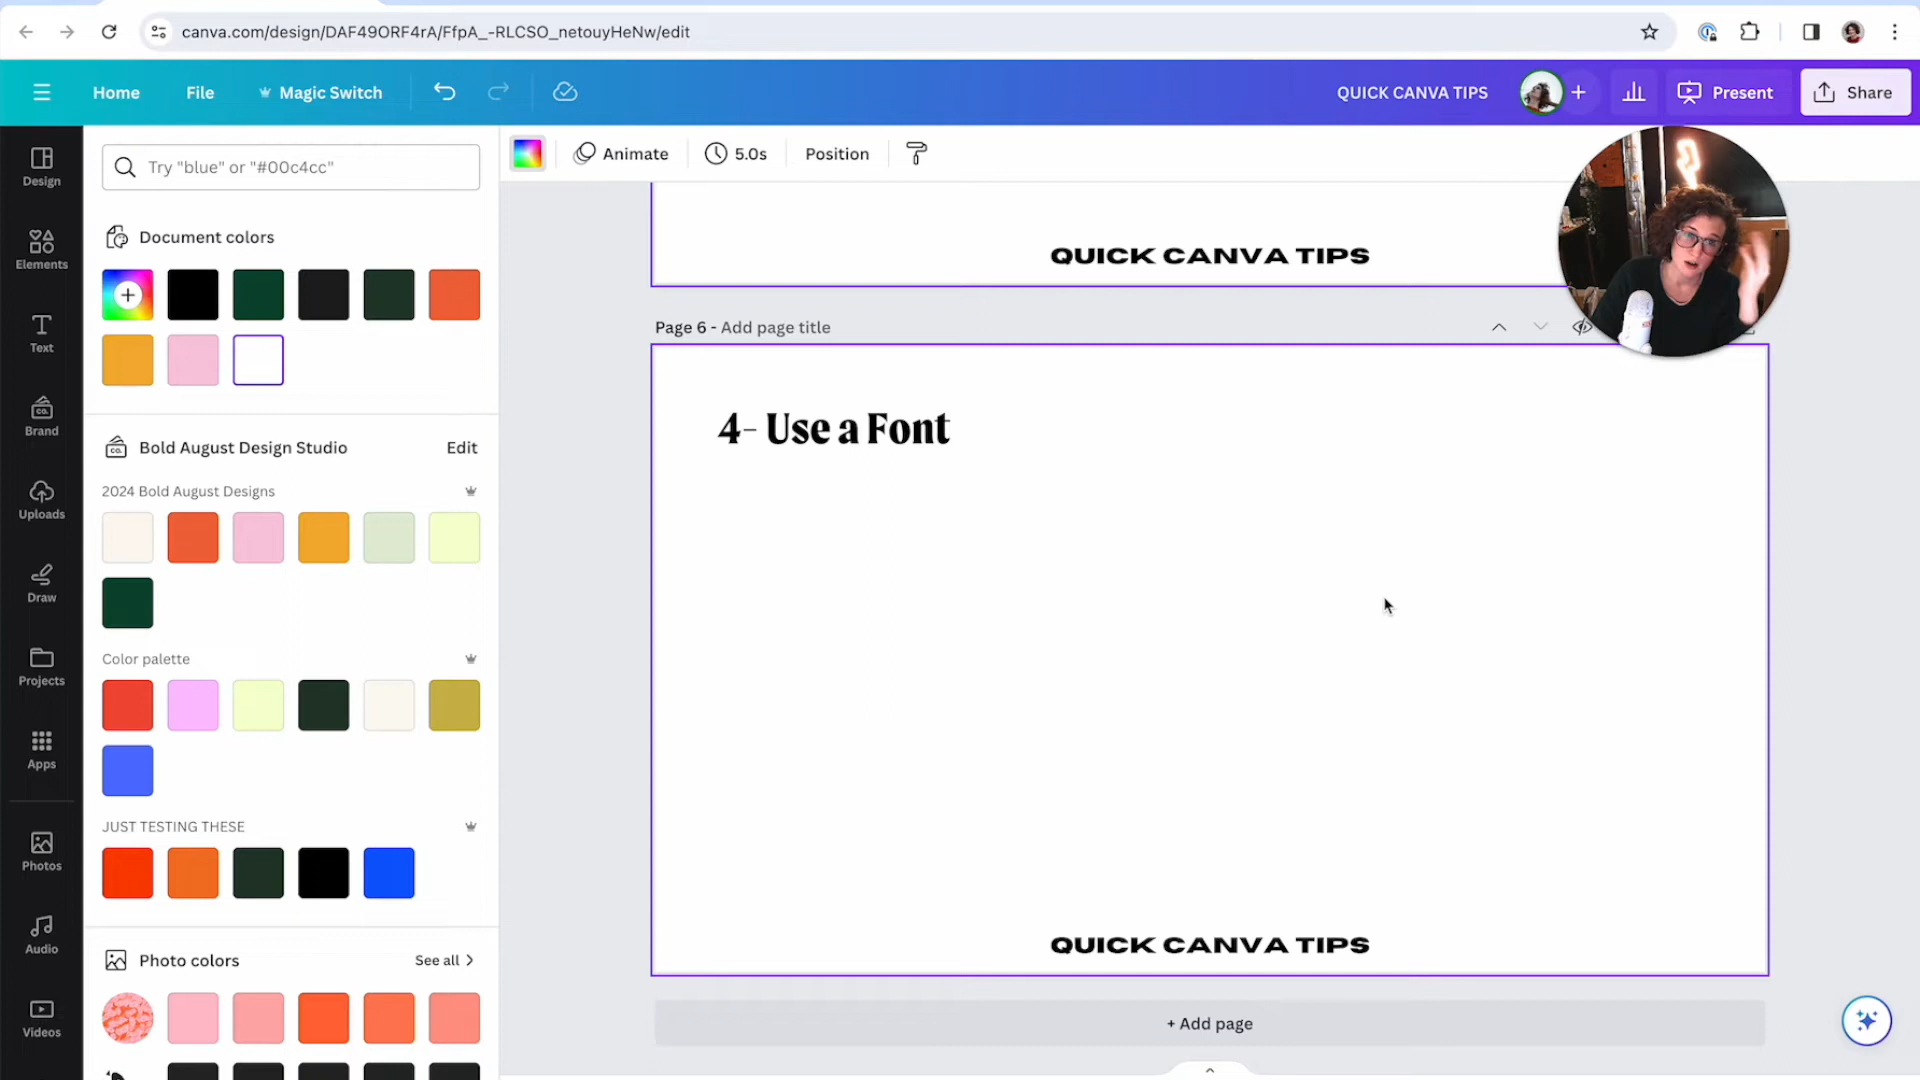 canva.com/design/DAF49ORF4rA/FfpA_-RLCSO_netouyHeNw/edit
Home
File
Magic Switch
QUICK CANVA TIPS
Present
Share
Design
Elements
Text
Brand
Uploads
Draw
Projects
Apps
Photos
Audio
Videos
Try "blue" or "#00c4cc"
Document colors
Bold August Design Studio
Edit
2024 Bold August Designs
Color palette
JUST TESTING THESE
Photo colors
See all
Animate
5.0s
Position
QUICK CANVA TIPS
Page 6 - Add page title
4- Use a Font
QUICK CANVA TIPS
+ Add page